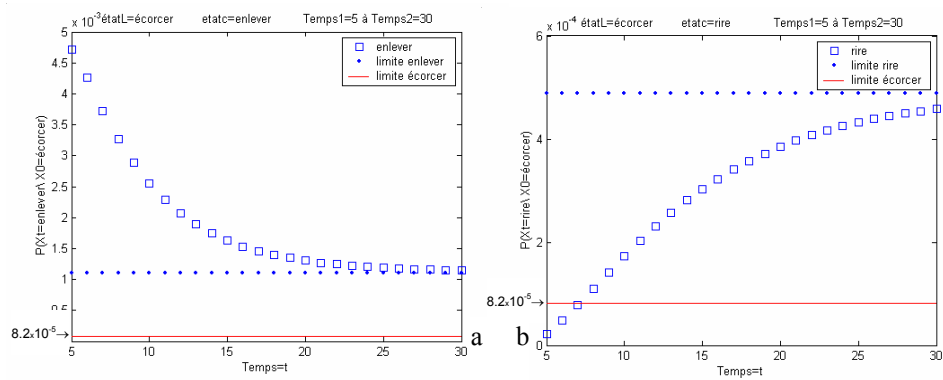 x 10⁻³ étatL=écorcer etatc=enlever Temps1=5 à Temps2=30
5
4.5
4
3.5
3
2.5
2
1.5
1
0.5
8.2x10⁻⁵→
P(Xt=enlever\ X0=écorcer)
enlever
limite enlever
limite écorcer
5 10 15 20 25 30
Temps=t
a
x 10⁻⁴ étatL=écorcer etatc=rire Temps1=5 à Temps2=30
6
4
2
8.2x10⁻⁵→
0
P(Xt=rire\ X0=écorcer)
rire
limite rire
limite écorcer
5 10 15 20 25 30
Temps=t
b